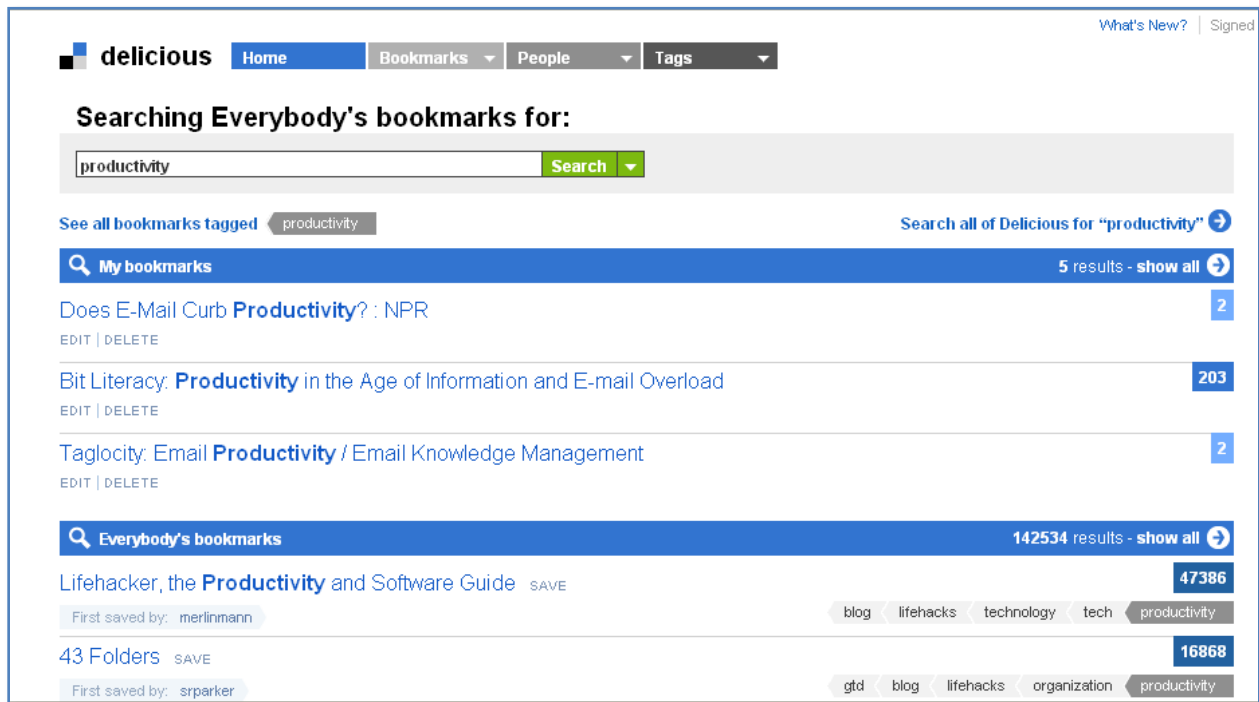 What's New? | Signed
delicious Home Bookmarks People Tags
Searching Everybody's bookmarks for:
productivity Search
See all bookmarks tagged productivity Search all of Delicious for “productivity”
My bookmarks 5 results - show all
Does E-Mail Curb Productivity? : NPR 2
EDIT | DELETE
Bit Literacy: Productivity in the Age of Information and E-mail Overload 203
EDIT | DELETE
Taglocity: Email Productivity / Email Knowledge Management 2
EDIT | DELETE
Everybody's bookmarks 142534 results - show all
Lifehacker, the Productivity and Software Guide SAVE 47386
First saved by: merlinmann blog lifehacks technology tech productivity
43 Folders SAVE 16868
First saved by: srparker gtd blog lifehacks organization productivity